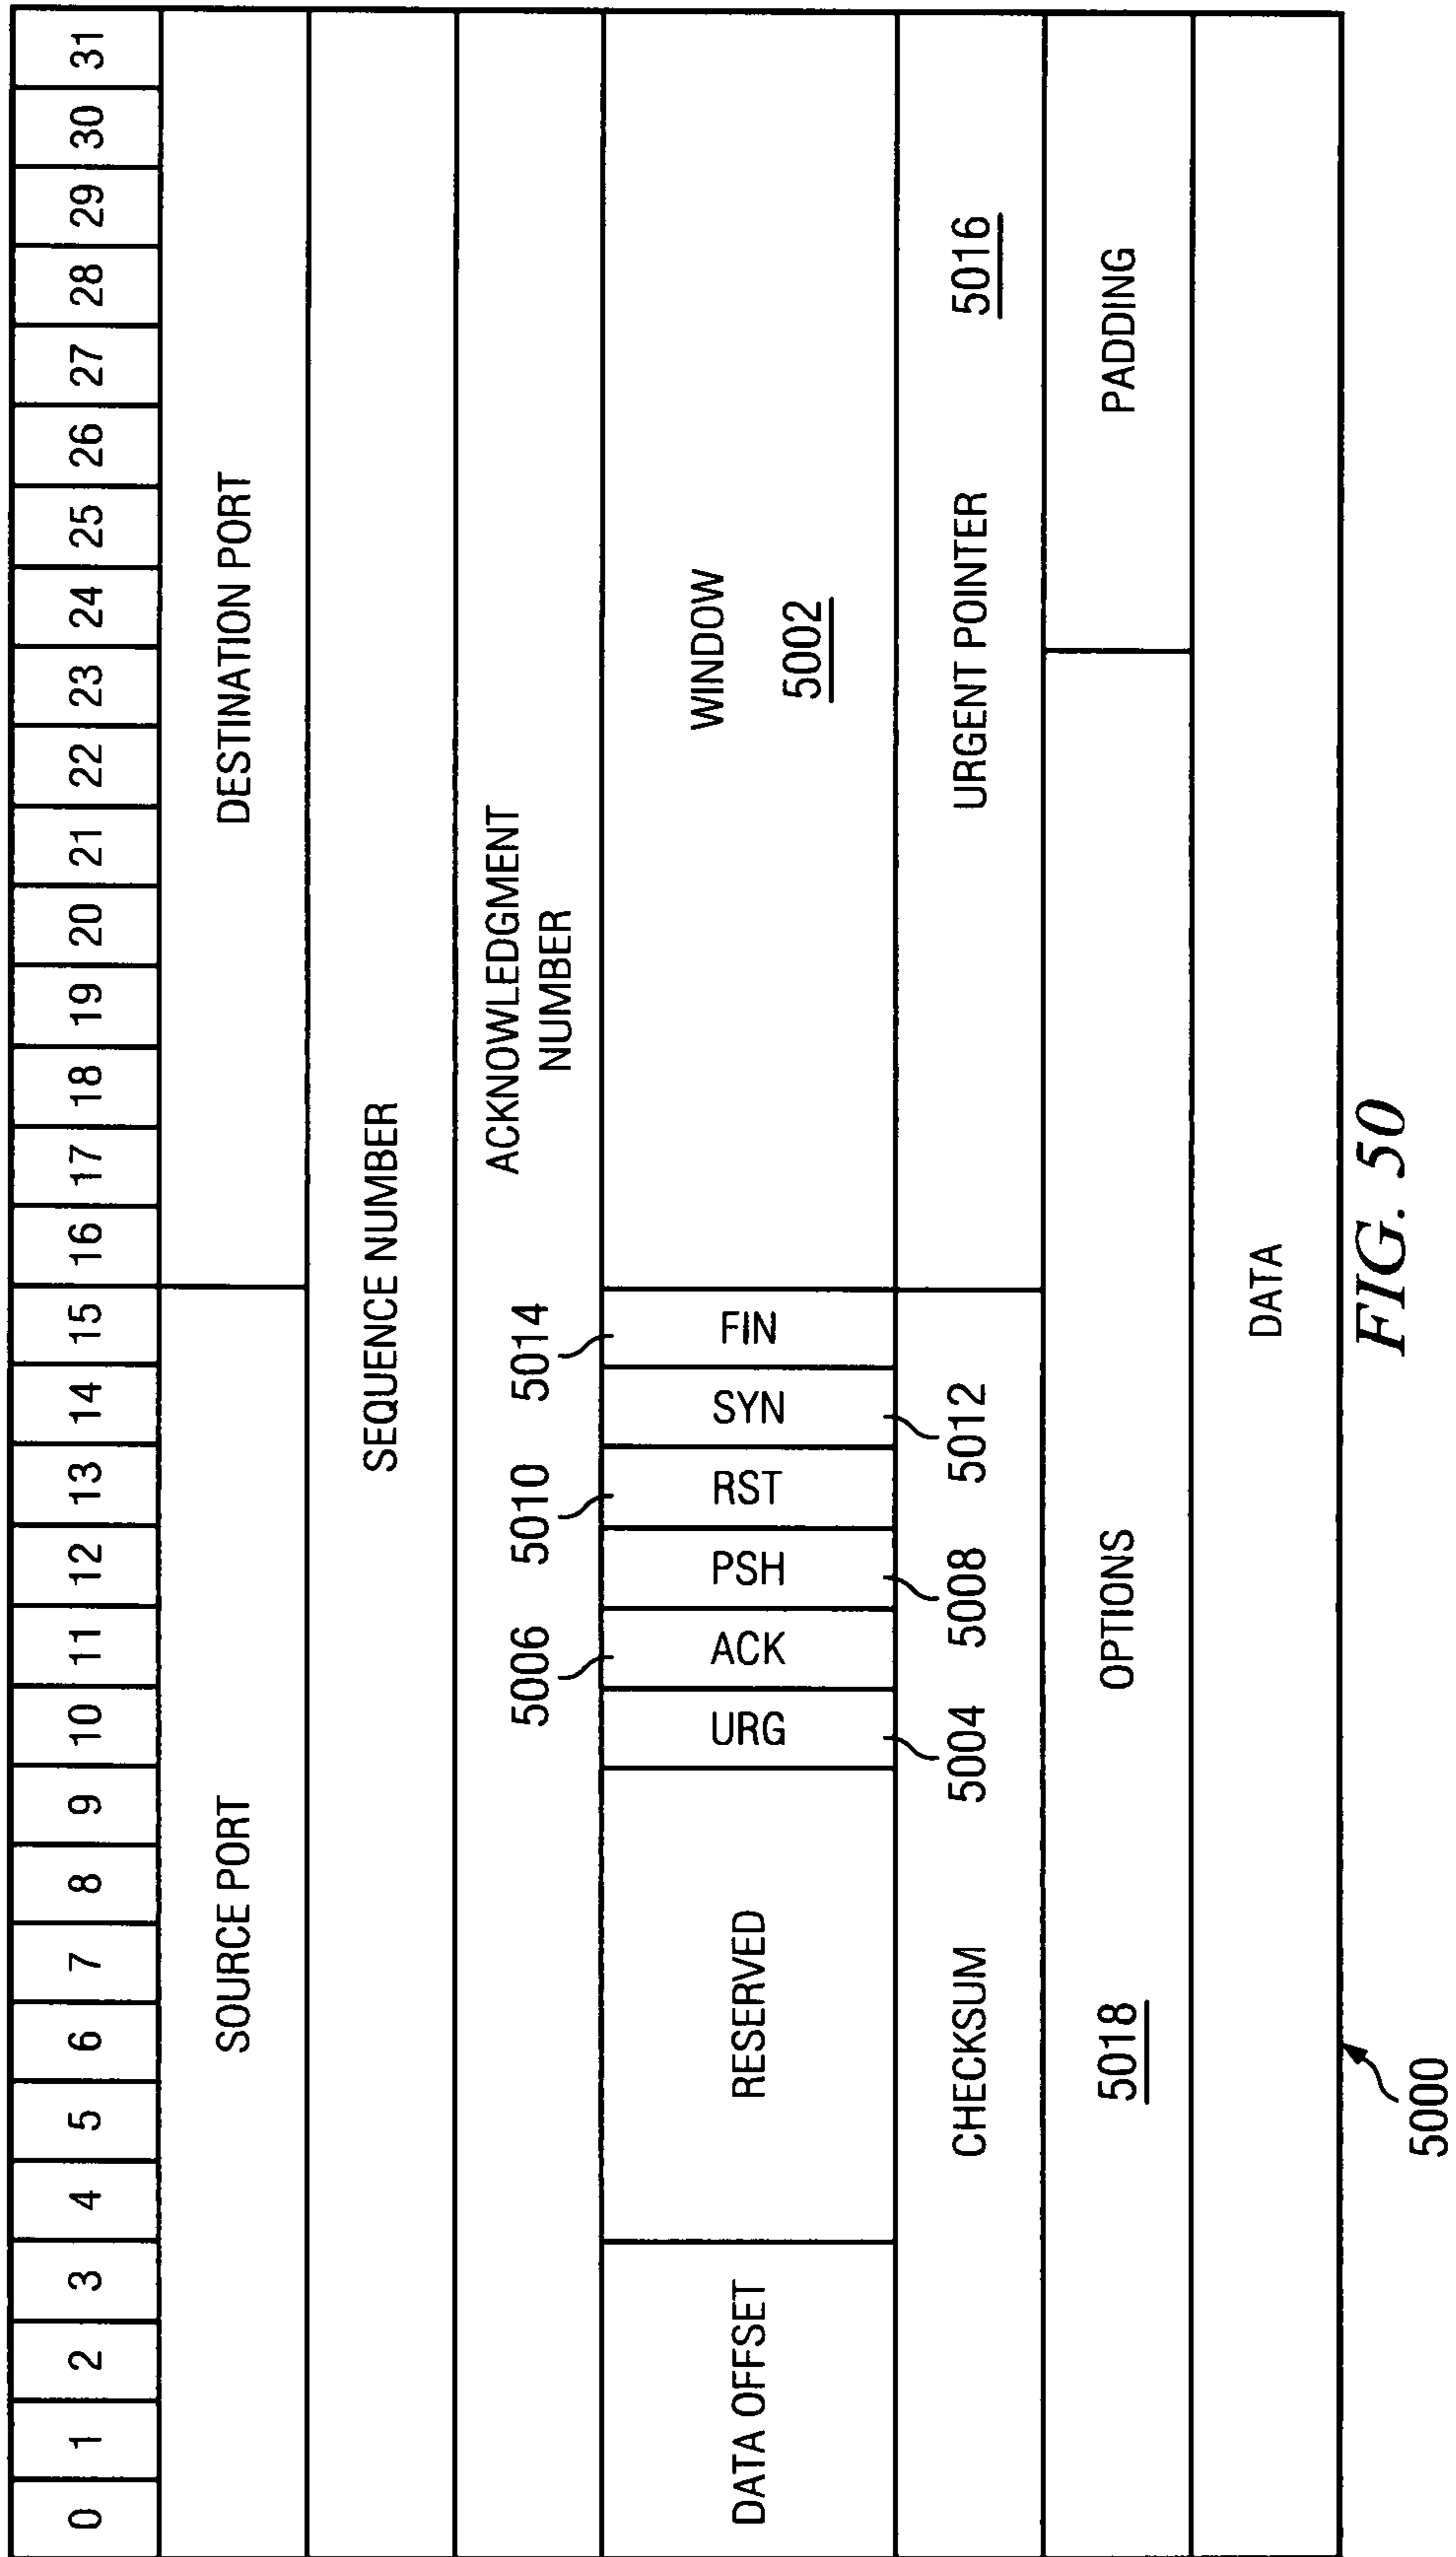 0 1 2 3 4 5 6 7 8 9 10 11 12 13 14 15 16 17 18 19 20 21 22 23 24 25 26 27 28 29 30 31
SOURCE PORT DESTINATION PORT
SEQUENCE NUMBER
ACKNOWLEDGMENT
NUMBER
5006 5010 5014
DATA OFFSET RESERVED URG ACK PSH RST SYN FIN WINDOW
5002
5004 5008 5012
CHECKSUM URGENT POINTER 5016
5018 OPTIONS PADDING
DATA
5000
FIG. 50